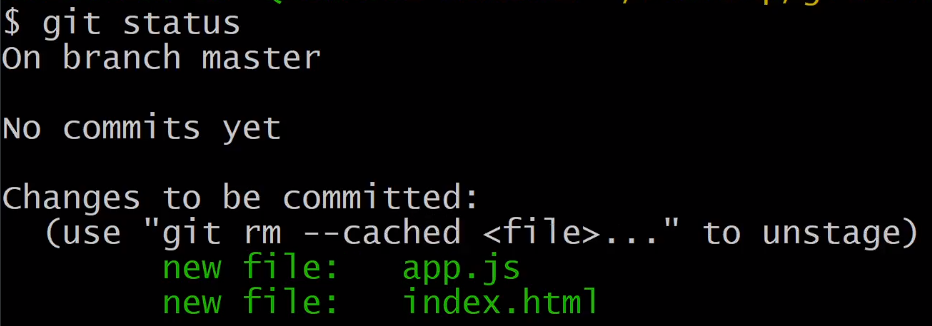 $ git status
On branch master
No commits yet
Changes to be committed:
(use "git rm --cached <file>..." to unstage)
new file: app.js
new file: index.html